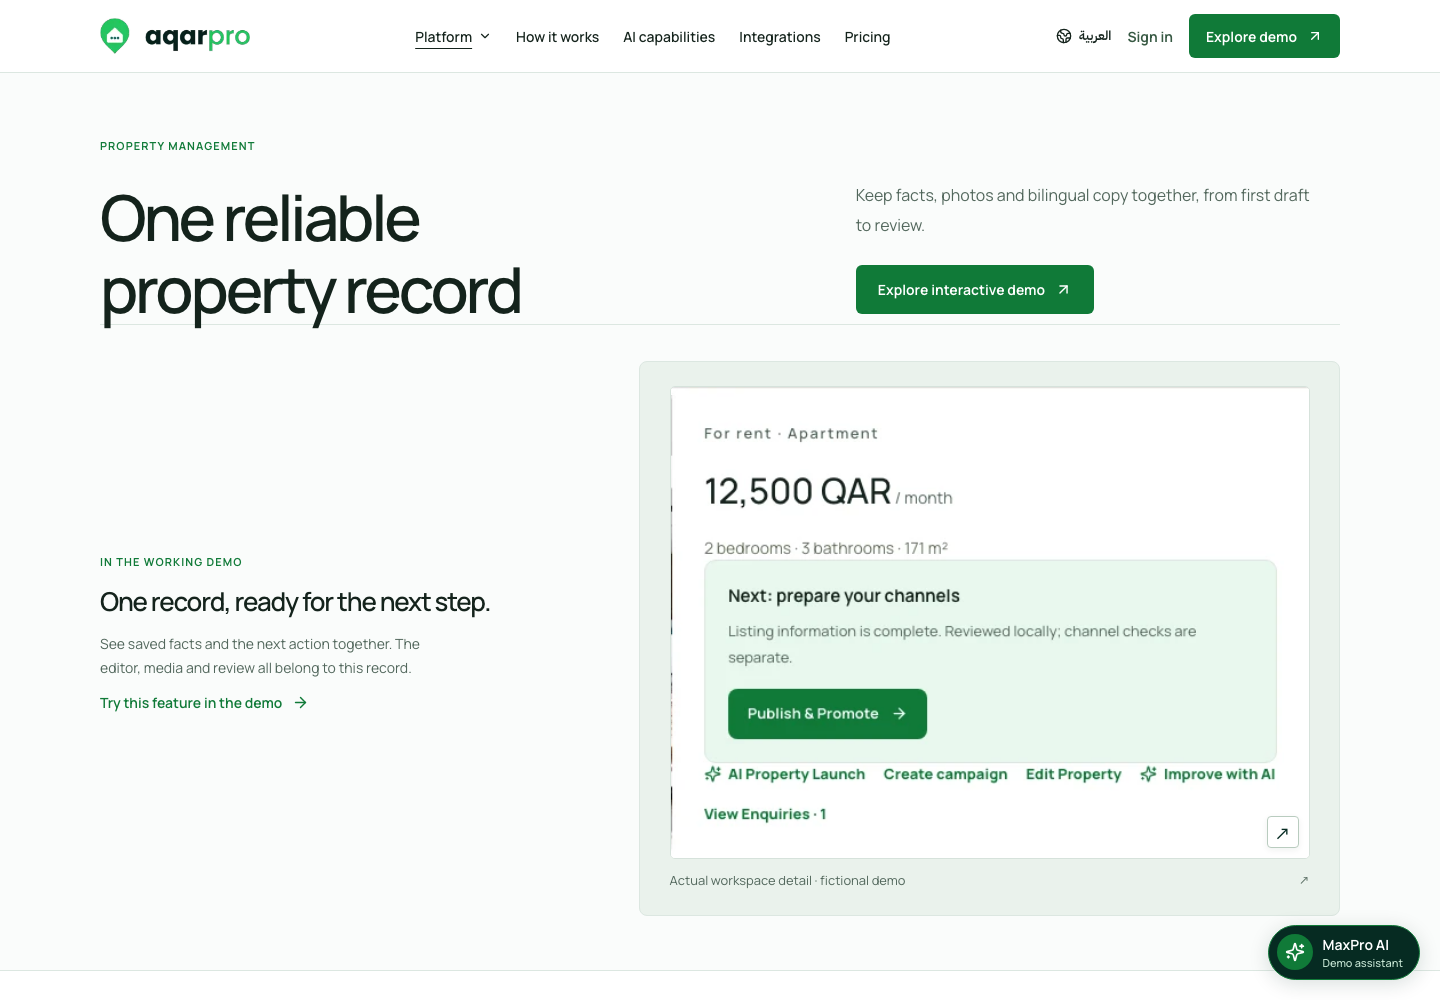 aqarpro
Platform
How it works
AI capabilities
Integrations
Pricing
العربية
Sign in
Explore demo
PROPERTY MANAGEMENT
One reliable
property record
Keep facts, photos and bilingual copy together, from first draft
to review.
Explore interactive demo
IN THE WORKING DEMO
One record, ready for the next step.
See saved facts and the next action together. The
editor, media and review all belong to this record.
Try this feature in the demo
For rent · Apartment
12,500 QAR / month
2 bedrooms · 3 bathrooms · 171 m²
Next: prepare your channels
Listing information is complete. Reviewed locally; channel checks are
separate.
Publish & Promote
AI Property Launch
Create campaign
Edit Property
Improve with AI
View Enquiries · 1
Actual workspace detail · fictional demo
MaxPro AI
Demo assistant